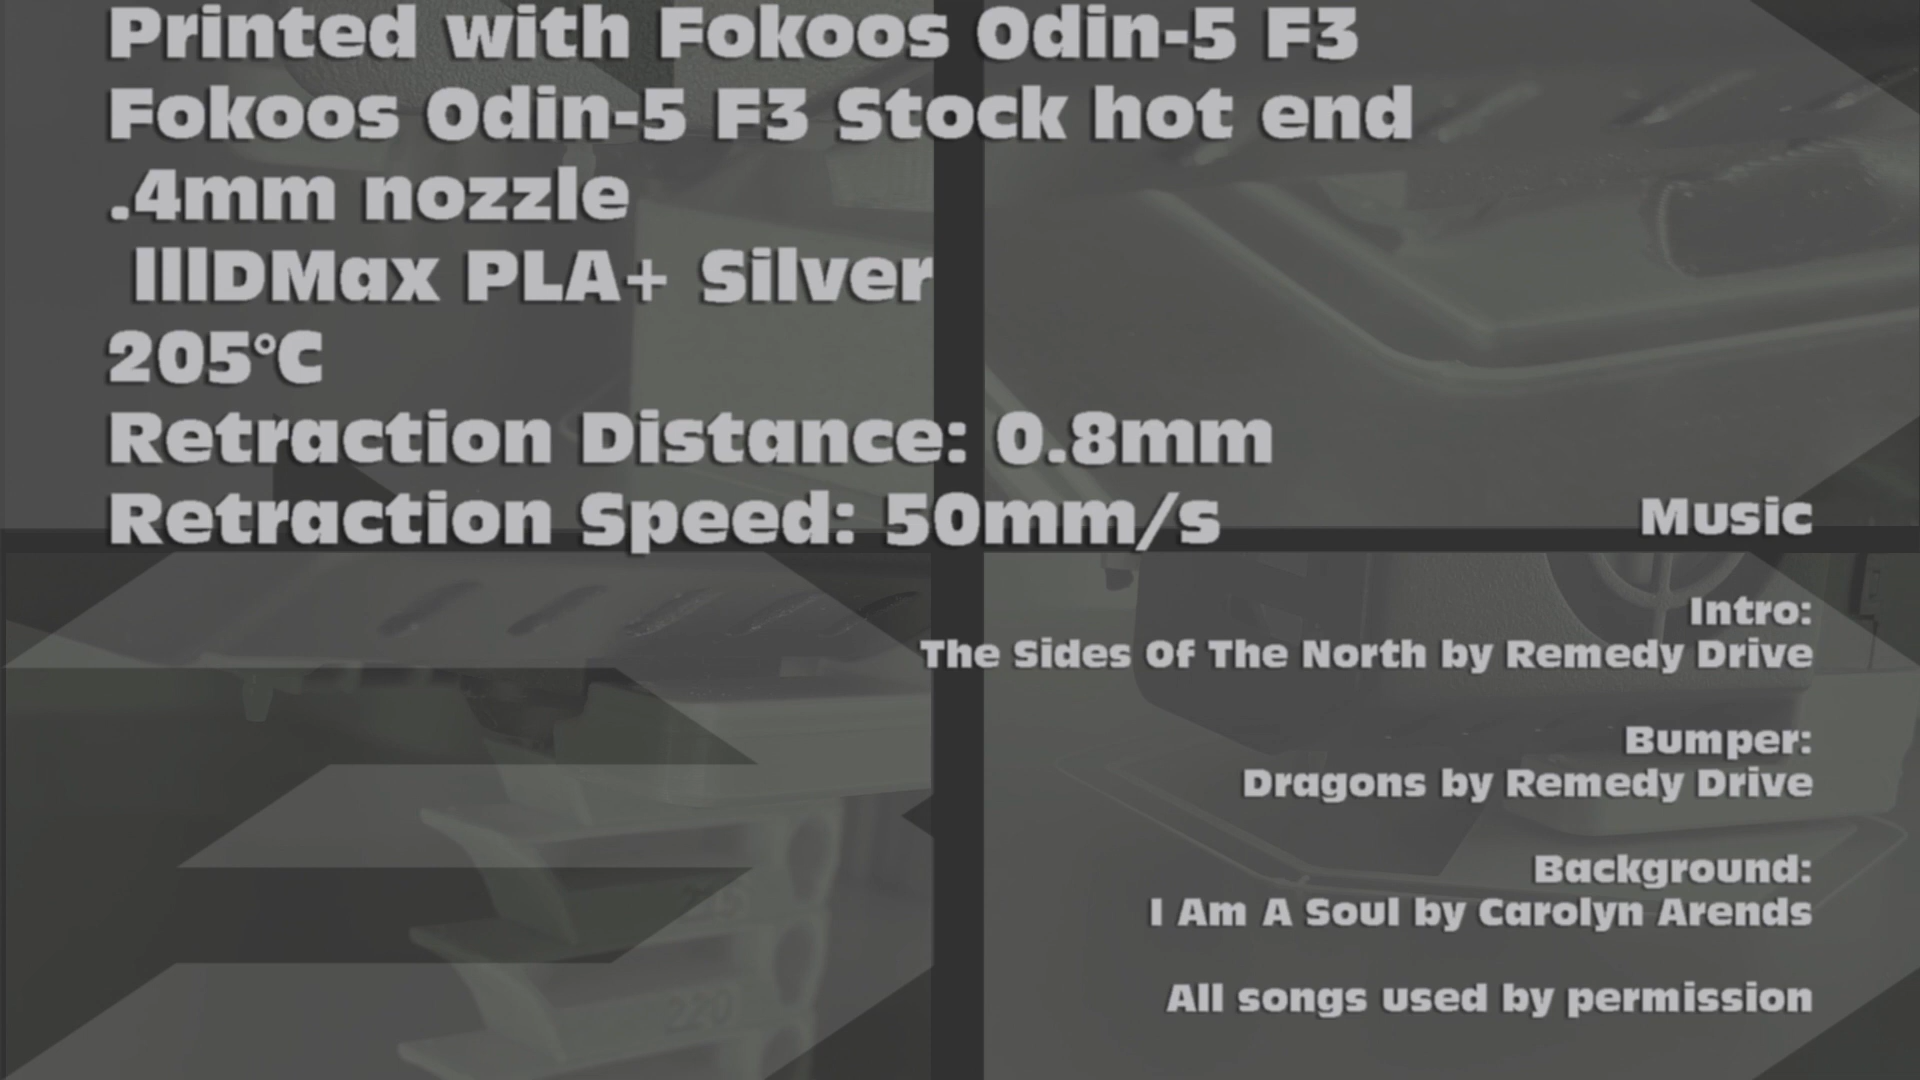 Printed with Fokoos Odin-5 F3
Fokoos Odin-5 F3 Stock hot end
.4mm nozzle
lllDMax PLA+ Silver
205°C
Retraction Distance: 0.8mm
Retraction Speed: 50mm/s
Music
Intro:
The Sides Of The North by Remedy Drive
Bumper:
Dragons by Remedy Drive
Background:
I Am A Soul by Carolyn Arends
All songs used by permission
220